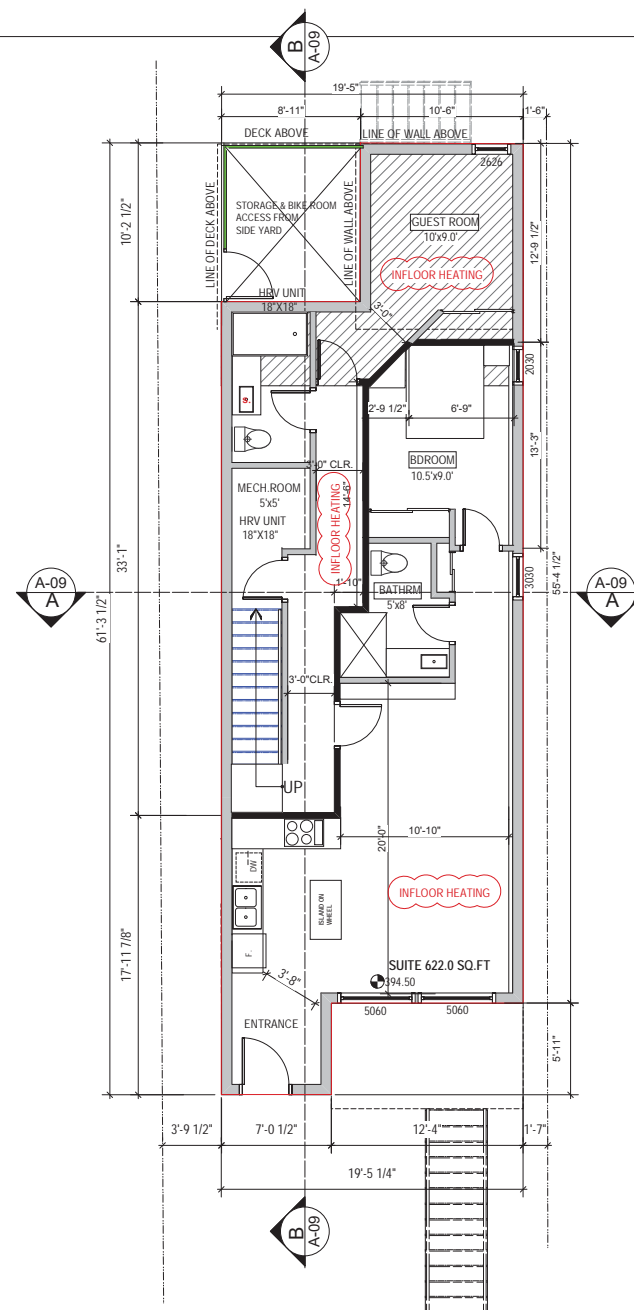 B
A-09
19'-5"
8'-11"
10'-6"
1'-6"
DECK ABOVE
LINE OF WALL ABOVE
2626
LINE OF DECK ABOVE
STORAGE & BIKE ROOM
ACCESS FROM
SIDE YARD
LINE OF WALL ABOVE
GUEST ROOM
10'x9.0'
INFLOOR HEATING
10'-2 1/2"
12'-9 1/2"
HRV UNIT
18"X18"
3'-0"
2030
2'-9 1/2"
6'-9"
13'-3"
BDROOM
10.5'x9.0'
3'-0" CLR.
14'-6"
MECH.ROOM
5'x5'
HRV UNIT
18"X18"
INFLOOR HEATING
33'-1"
61'-3 1/2"
55'-4 1/2"
3030
1'-10"
BATHRM
5'x8'
A-09
A
A-09
A
3'-0"CLR.
UP
20'-0"
10'-10"
DW
ISLAND ON
WHEEL
INFLOOR HEATING
F.
17'-11 7/8"
3'-8"
SUITE 622.0 SQ.FT
394.50
5060
5060
ENTRANCE
5'-11"
3'-9 1/2"
7'-0 1/2"
12'-4"
1'-7"
19'-5 1/4"
B
A-09